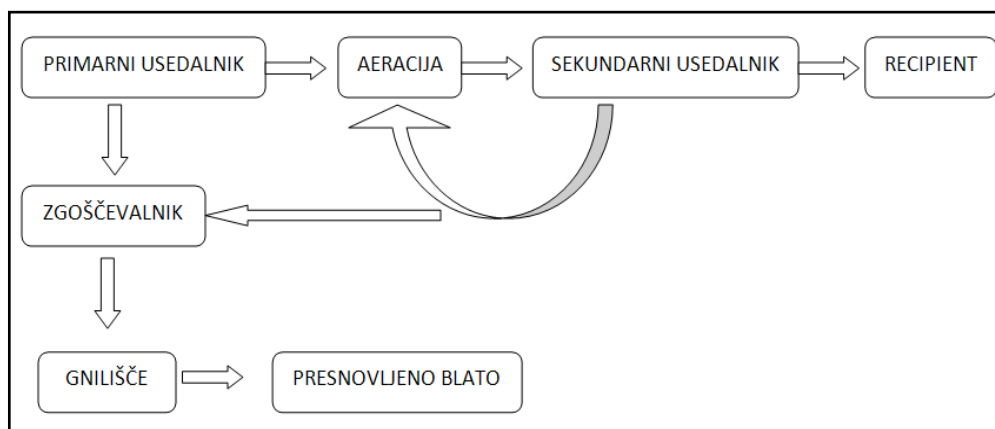 PRIMARNI USEDALNIK
AERACIJA
SEKUNDARNI USEDALNIK
RECIPIENT
ZGOŠČEVALNIK
GNILIŠČE
PRESNOVLJENO BLATO